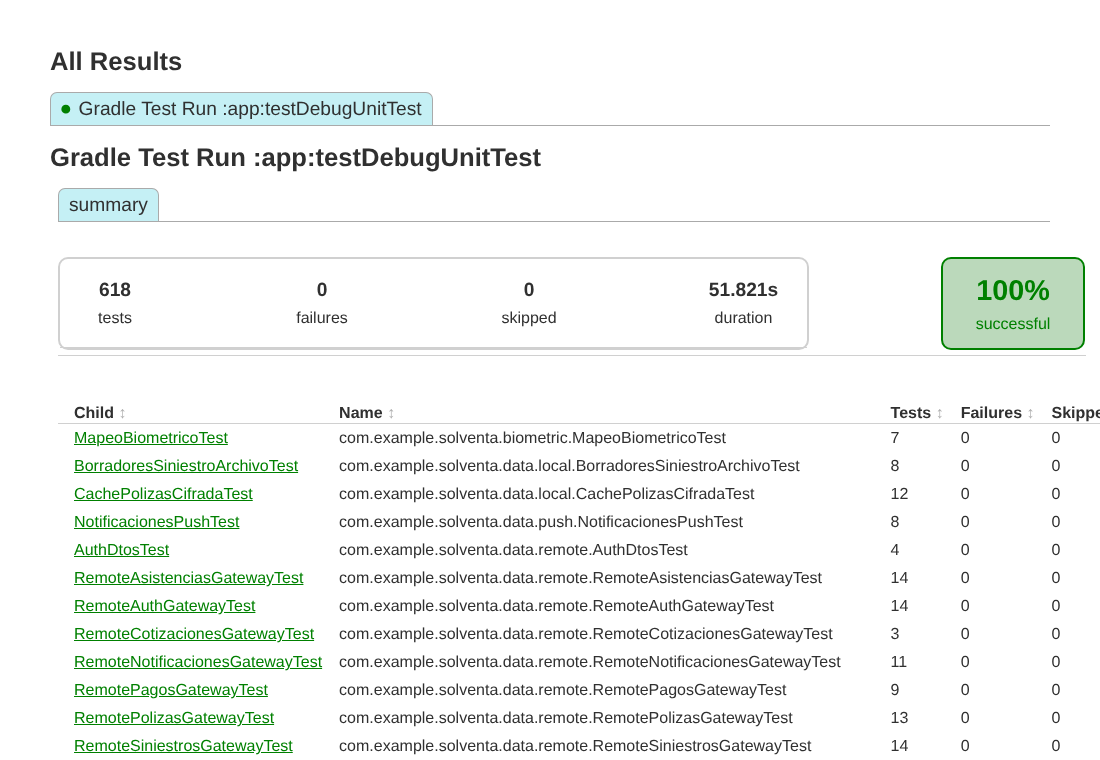 All Results
Gradle Test Run :app:testDebugUnitTest
Gradle Test Run :app:testDebugUnitTest
summary
618 0 0 51.821s 100%
tests failures skipped duration successful
Child ↕ Name ↕ Tests ↕ Failures ↕ Skippe
MapeoBiometricoTest com.example.solventa.biometric.MapeoBiometricoTest 7 0 0
BorradoresSiniestroArchivoTest com.example.solventa.data.local.BorradoresSiniestroArchivoTest 8 0 0
CachePolizasCifradaTest com.example.solventa.data.local.CachePolizasCifradaTest 12 0 0
NotificacionesPushTest com.example.solventa.data.push.NotificacionesPushTest 8 0 0
AuthDtosTest com.example.solventa.data.remote.AuthDtosTest 4 0 0
RemoteAsistenciasGatewayTest com.example.solventa.data.remote.RemoteAsistenciasGatewayTest 14 0 0
RemoteAuthGatewayTest com.example.solventa.data.remote.RemoteAuthGatewayTest 14 0 0
RemoteCotizacionesGatewayTest com.example.solventa.data.remote.RemoteCotizacionesGatewayTest 3 0 0
RemoteNotificacionesGatewayTest com.example.solventa.data.remote.RemoteNotificacionesGatewayTest 11 0 0
RemotePagosGatewayTest com.example.solventa.data.remote.RemotePagosGatewayTest 9 0 0
RemotePolizasGatewayTest com.example.solventa.data.remote.RemotePolizasGatewayTest 13 0 0
RemoteSiniestrosGatewayTest com.example.solventa.data.remote.RemoteSiniestrosGatewayTest 14 0 0